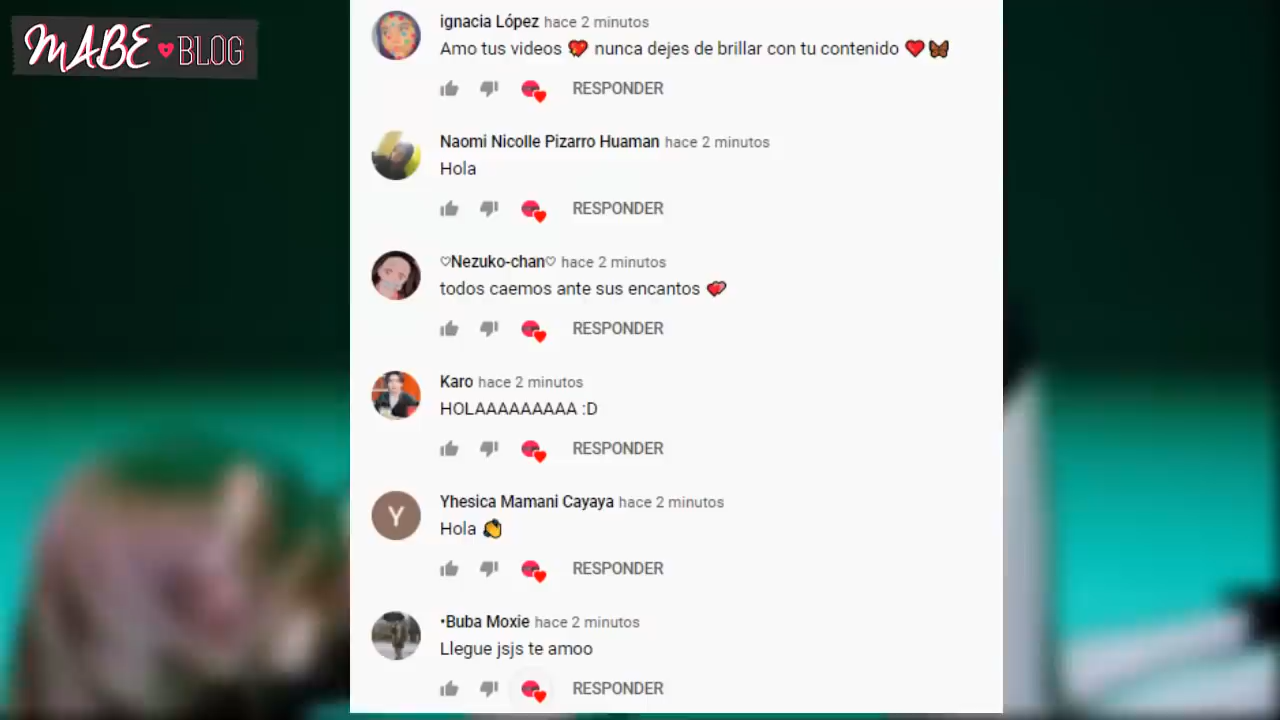 MABE BLOG
ignacia López hace 2 minutos
Amo tus videos 💖 nunca dejes de brillar con tu contenido ❤️🦋
RESPONDER
Naomi Nicolle Pizarro Huaman hace 2 minutos
Hola
RESPONDER
♡Nezuko-chan♡ hace 2 minutos
todos caemos ante sus encantos 💕
RESPONDER
Karo hace 2 minutos
HOLAAAAAAAAA :D
RESPONDER
Y
Yhesica Mamani Cayaya hace 2 minutos
Hola 👏
RESPONDER
•Buba Moxie hace 2 minutos
Llegue jsjs te amoo
RESPONDER